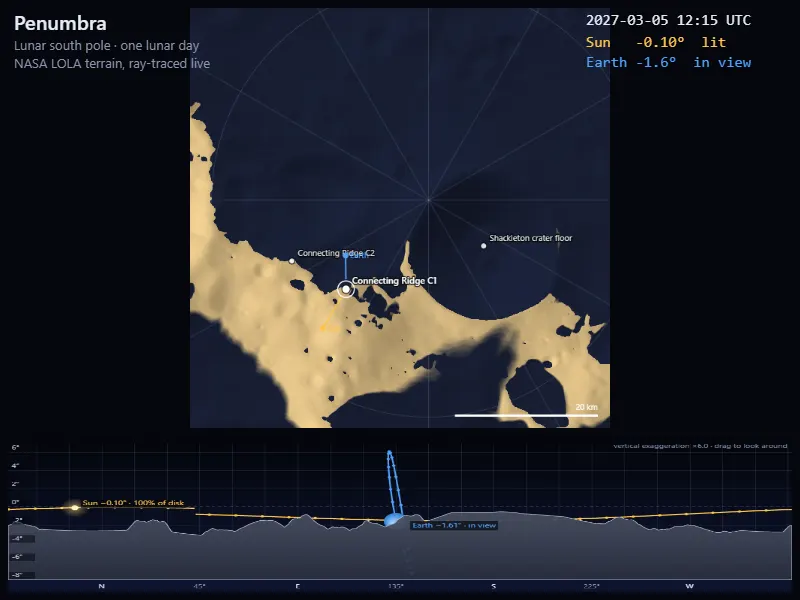 Penumbra
Lunar south pole · one lunar day
NASA LOLA terrain, ray-traced live
2027-03-05 12:15 UTC
Sun -0.10° lit
Earth -1.6° in view
Shackleton crater floor
Connecting Ridge C2
Connecting Ridge C1
20 km
vertical exaggeration ×6.0 · drag to look around
6°
4°
2°
0°
-2°
-4°
-6°
-8°
Sun −0.10° · 100% of disk
Earth −1.61° · in view
N
45°
E
135°
S
225°
W